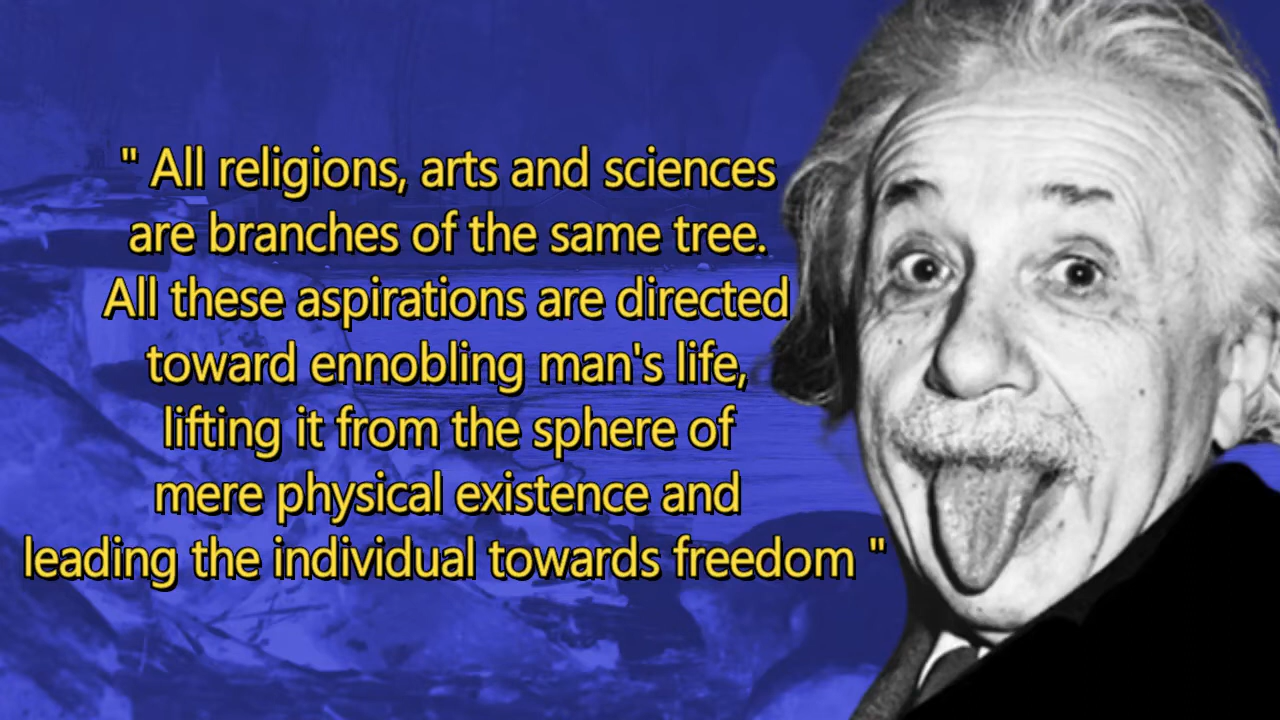 " All religions, arts and sciences
are branches of the same tree.
All these aspirations are directed
toward ennobling man's life,
lifting it from the sphere of
mere physical existence and
leading the individual towards freedom "